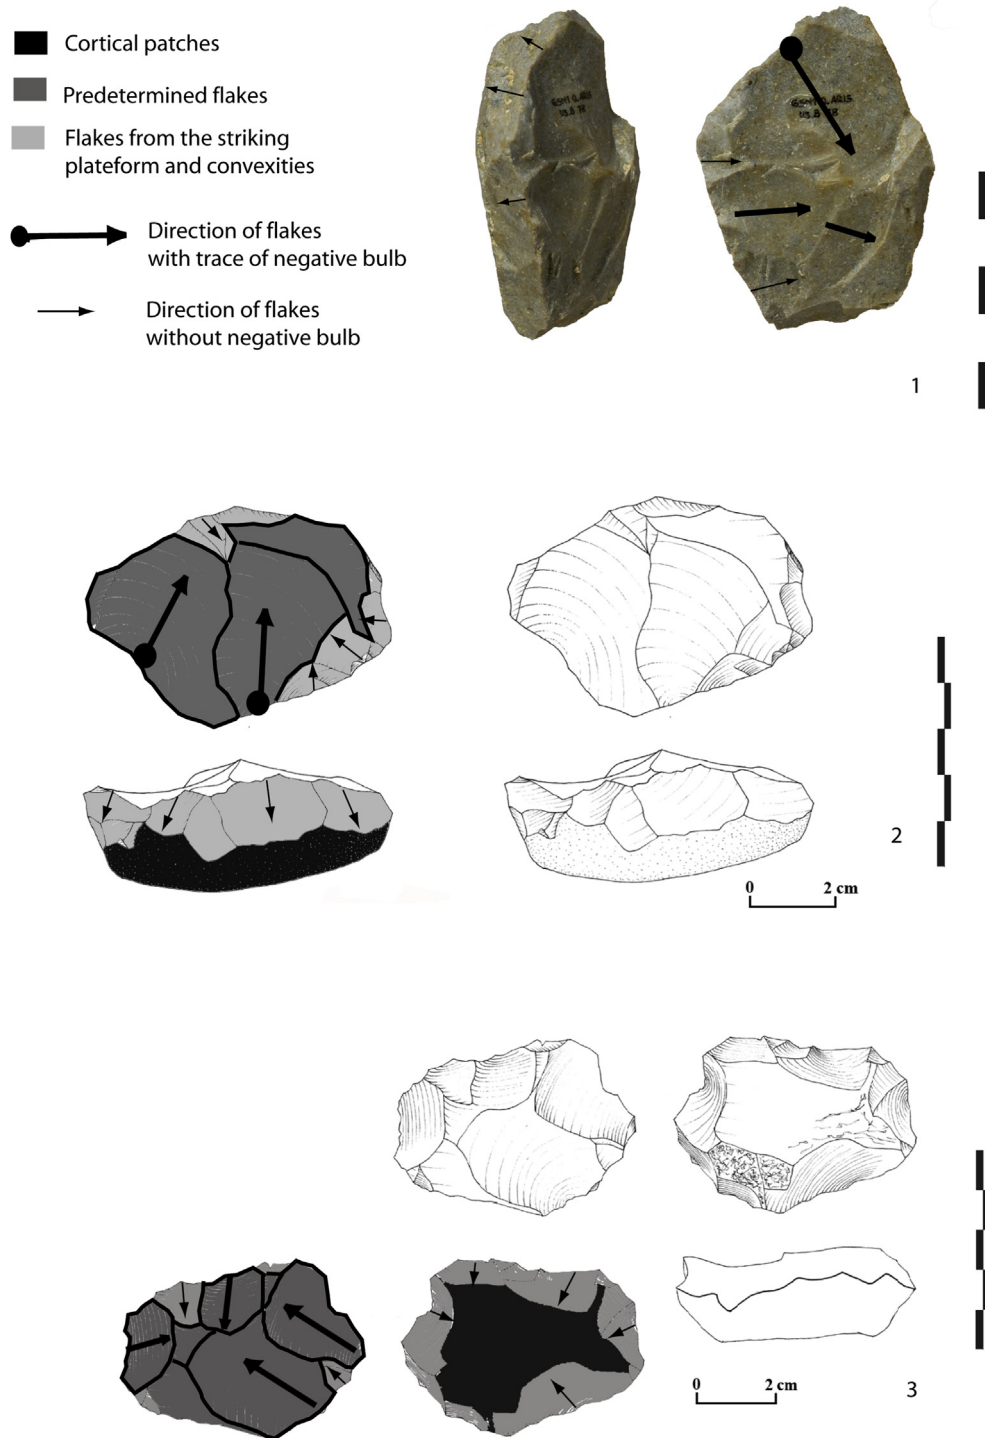 Cortical patches
Predetermined flakes
Flakes from the striking
plateform and convexities
Direction of flakes
with trace of negative bulb
Direction of flakes
without negative bulb
1
2
0 2 cm
3
0 2 cm